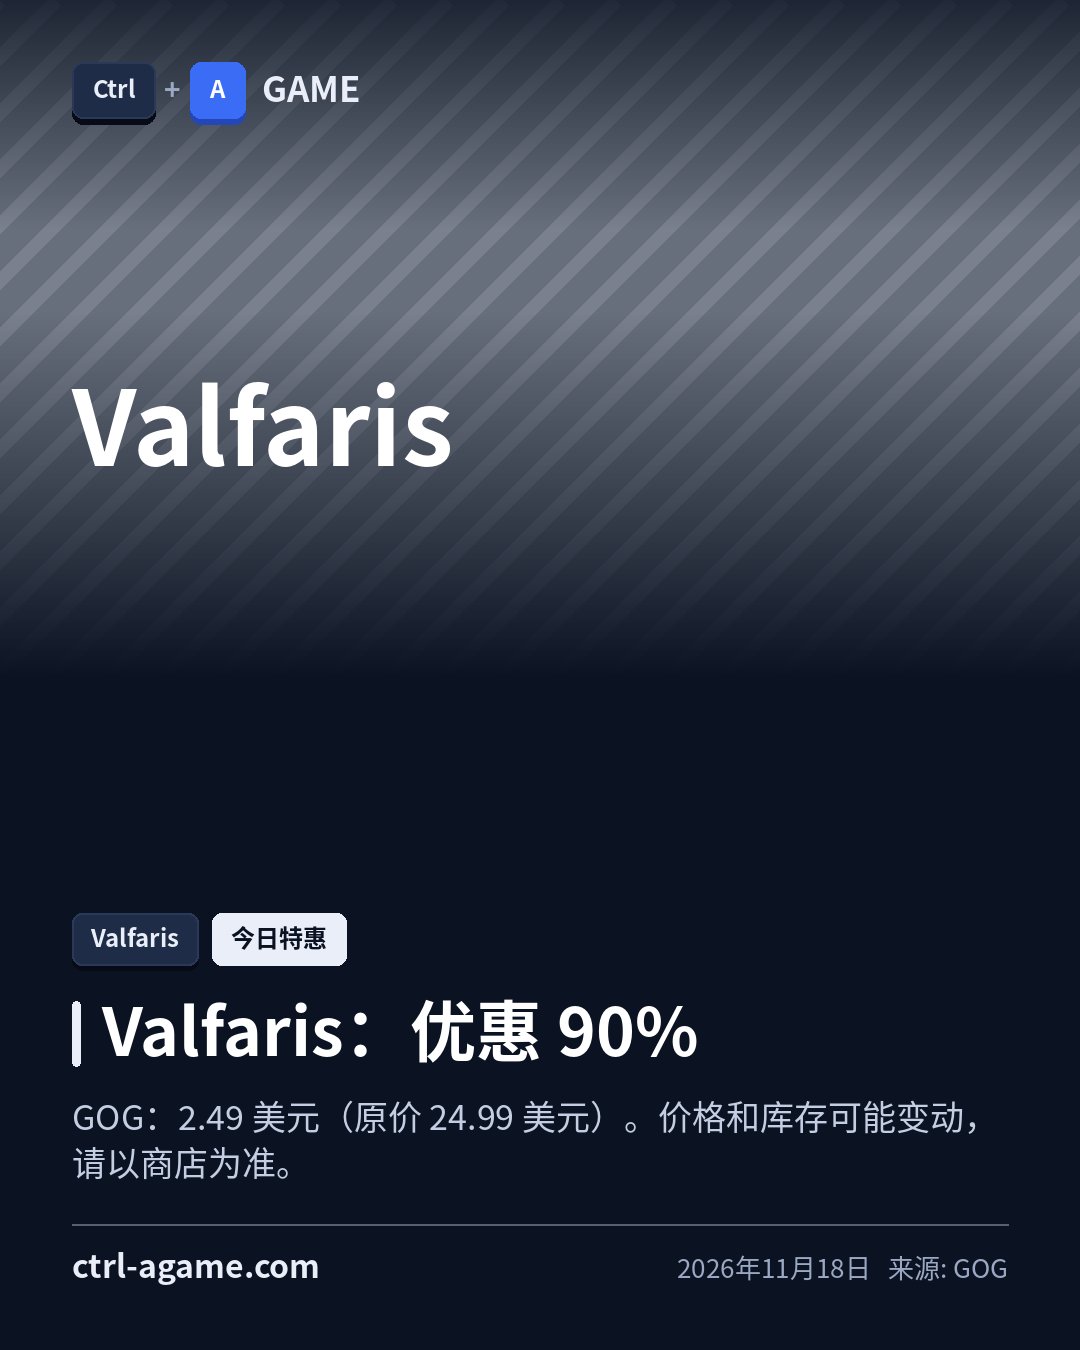 Ctrl + A GAME
Valfaris
Valfaris 今日特惠
Valfaris：优惠 90%
GOG：2.49 美元（原价 24.99 美元）。价格和库存可能变动，
请以商店为准。
ctrl-agame.com 2026年11月18日 来源: GOG